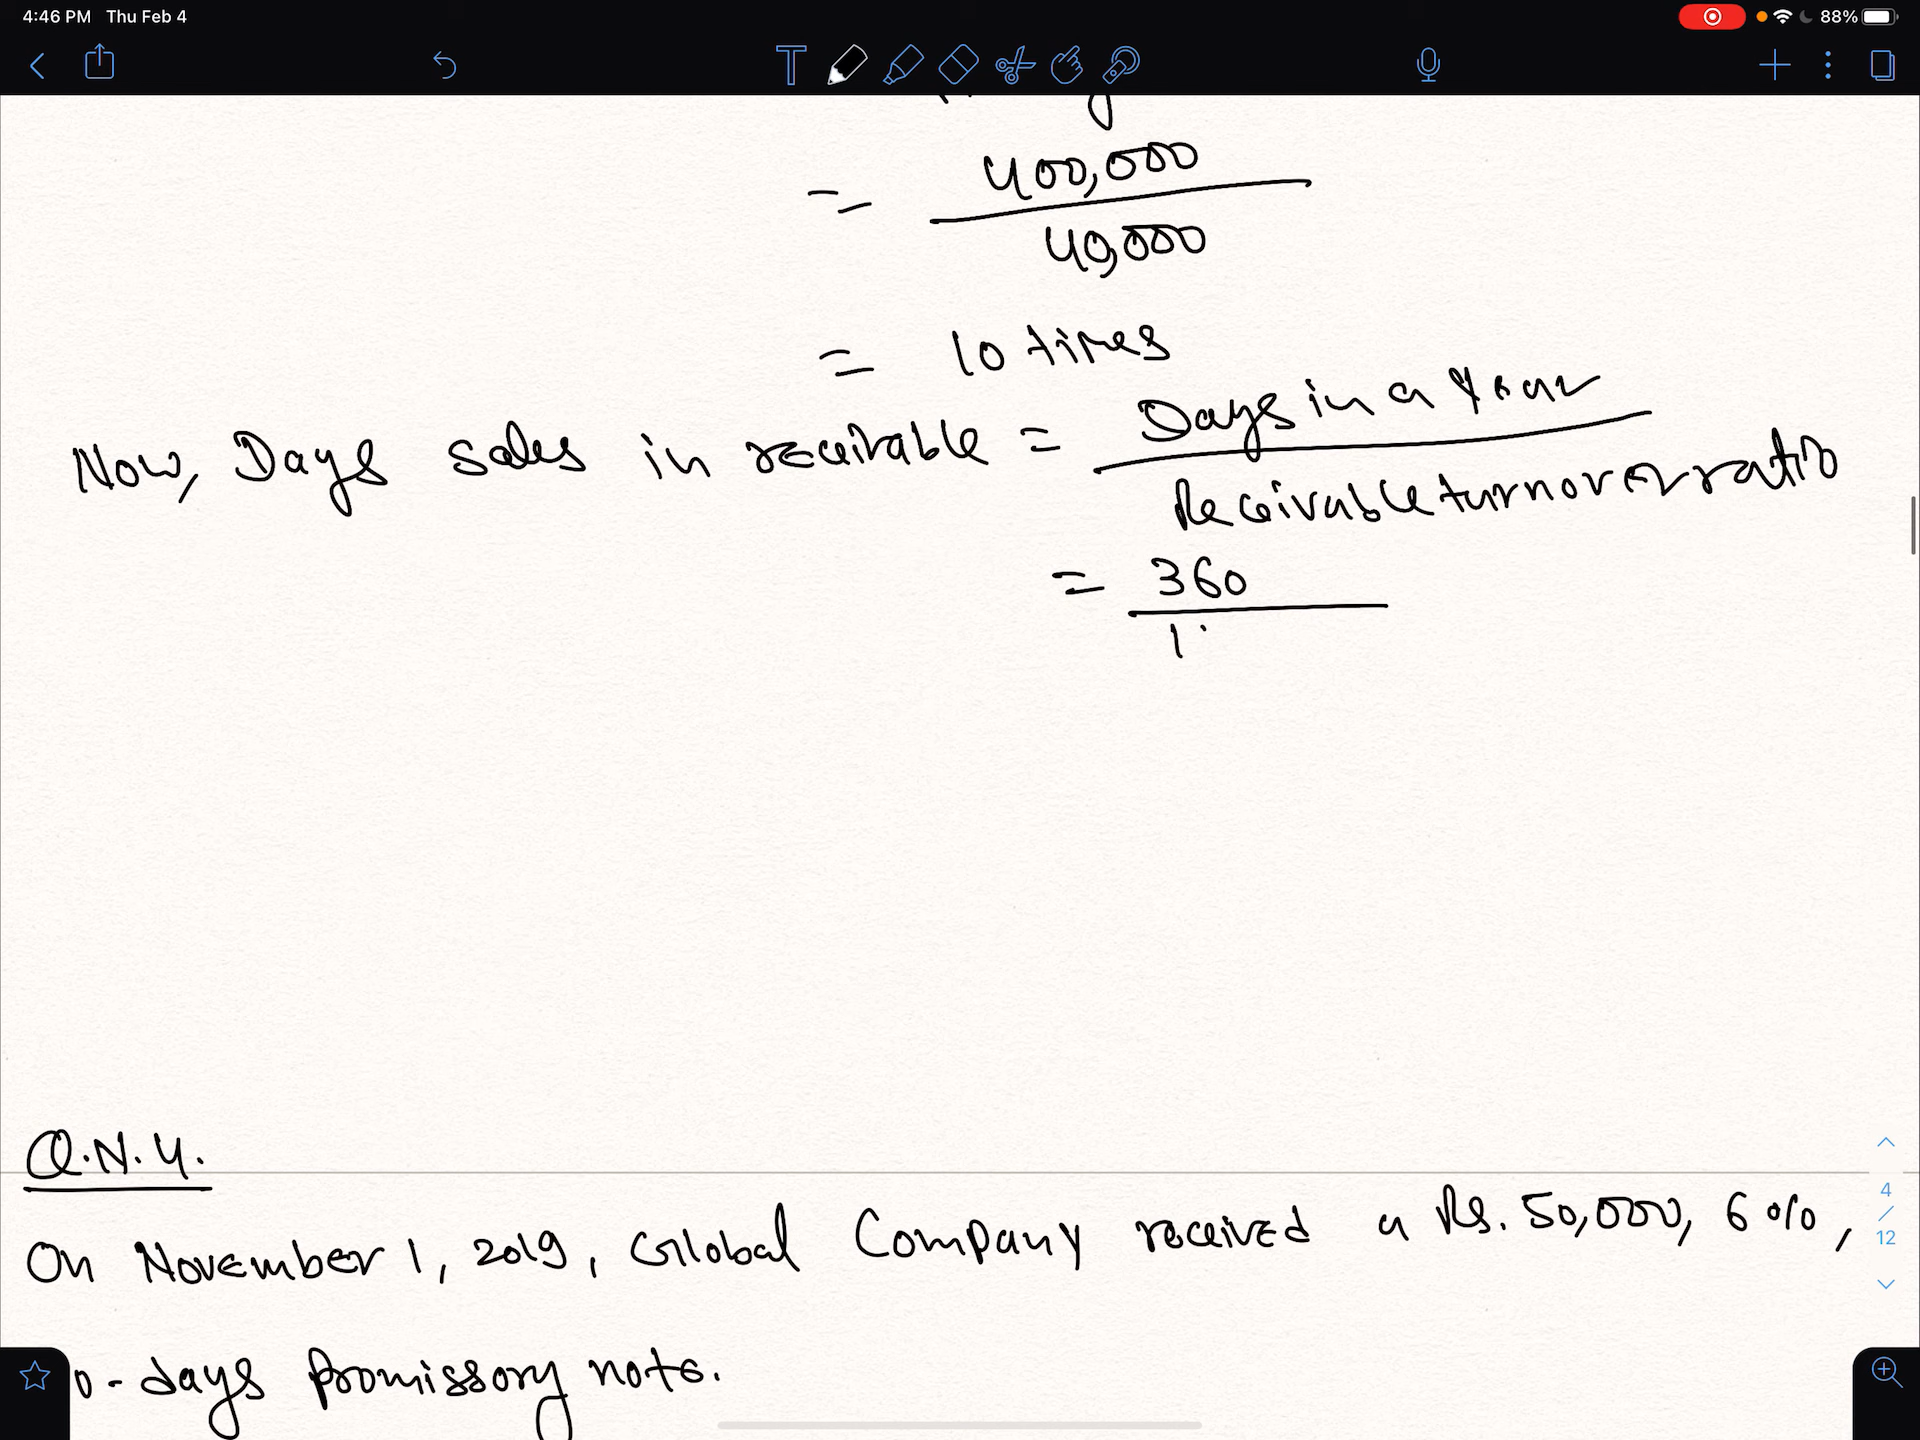 4:46 PM Thu Feb 4
88%
= 400,000
40,000
= 10 times
Now, Days sales in receivable = Days in a Year
Receivable turnover ratio
= 360
1
Q.N.4.
On November 1, 2019, Global Company received a Rs. 50,000, 6%,
0-days promissory note.
4
/
12